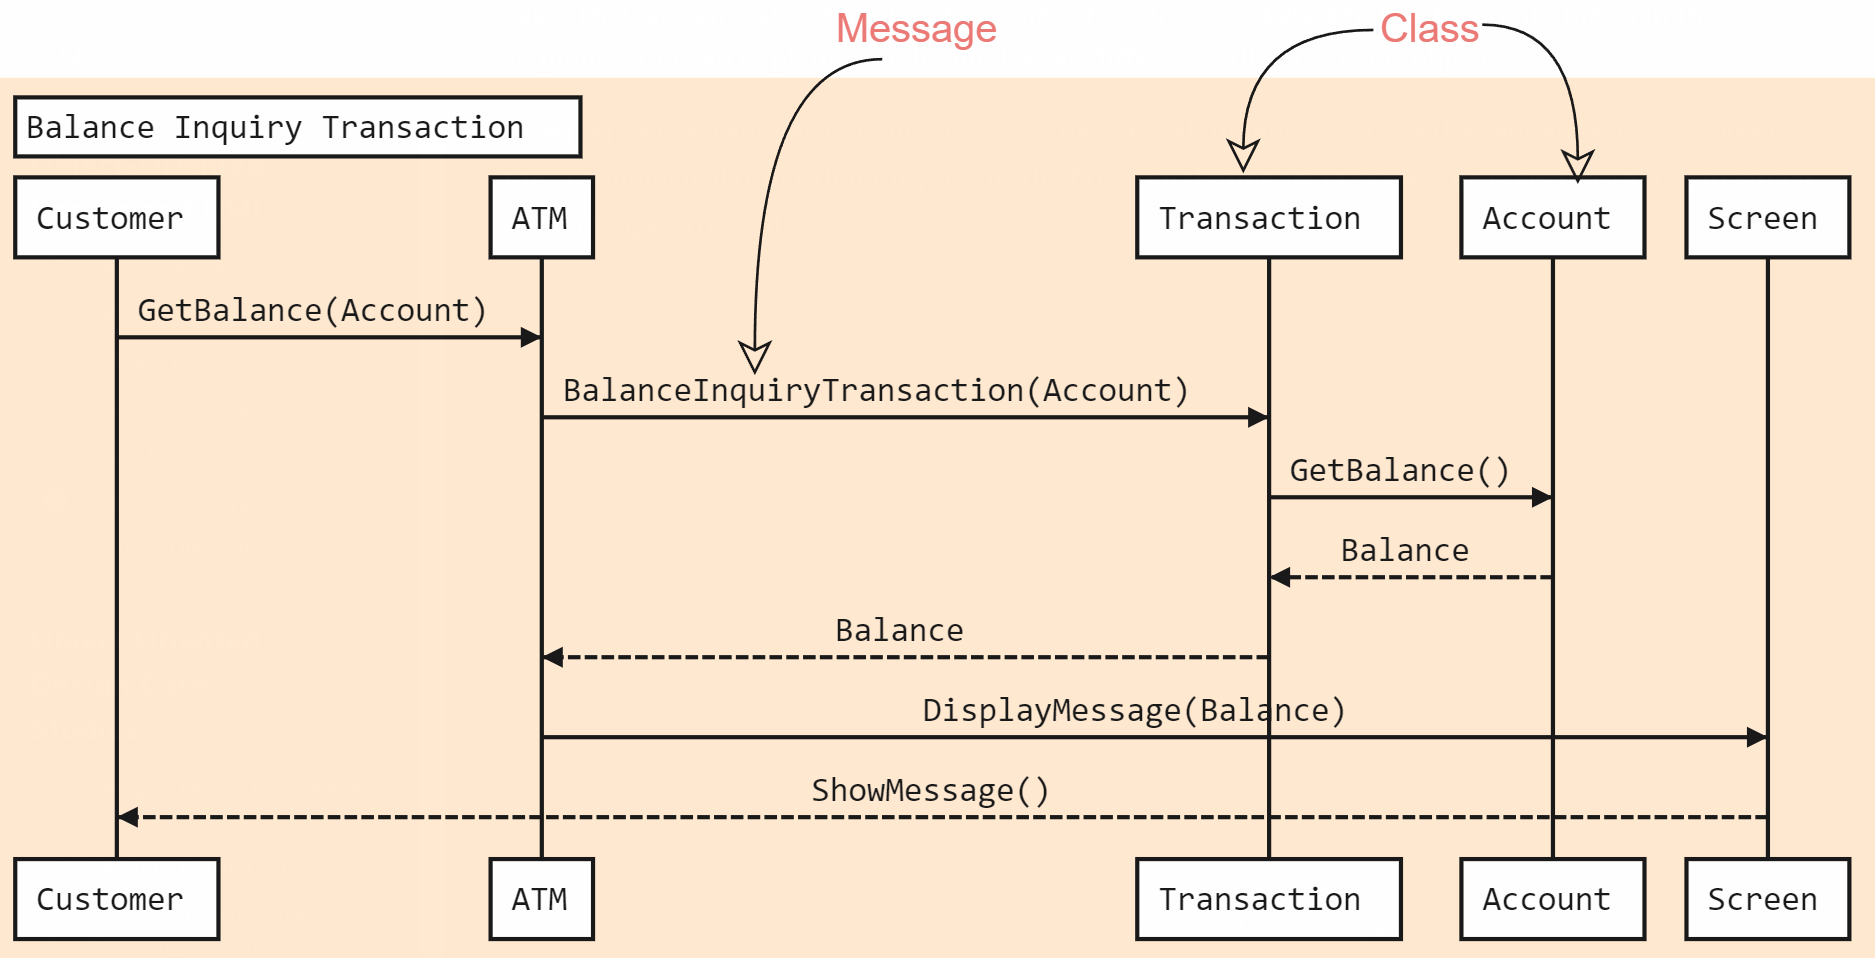 Message
Class
Balance Inquiry Transaction
Customer
ATM
Transaction
Account
Screen
GetBalance(Account)
BalanceInquiryTransaction(Account)
GetBalance()
Balance
Balance
DisplayMessage(Balance)
ShowMessage()
Customer
ATM
Transaction
Account
Screen